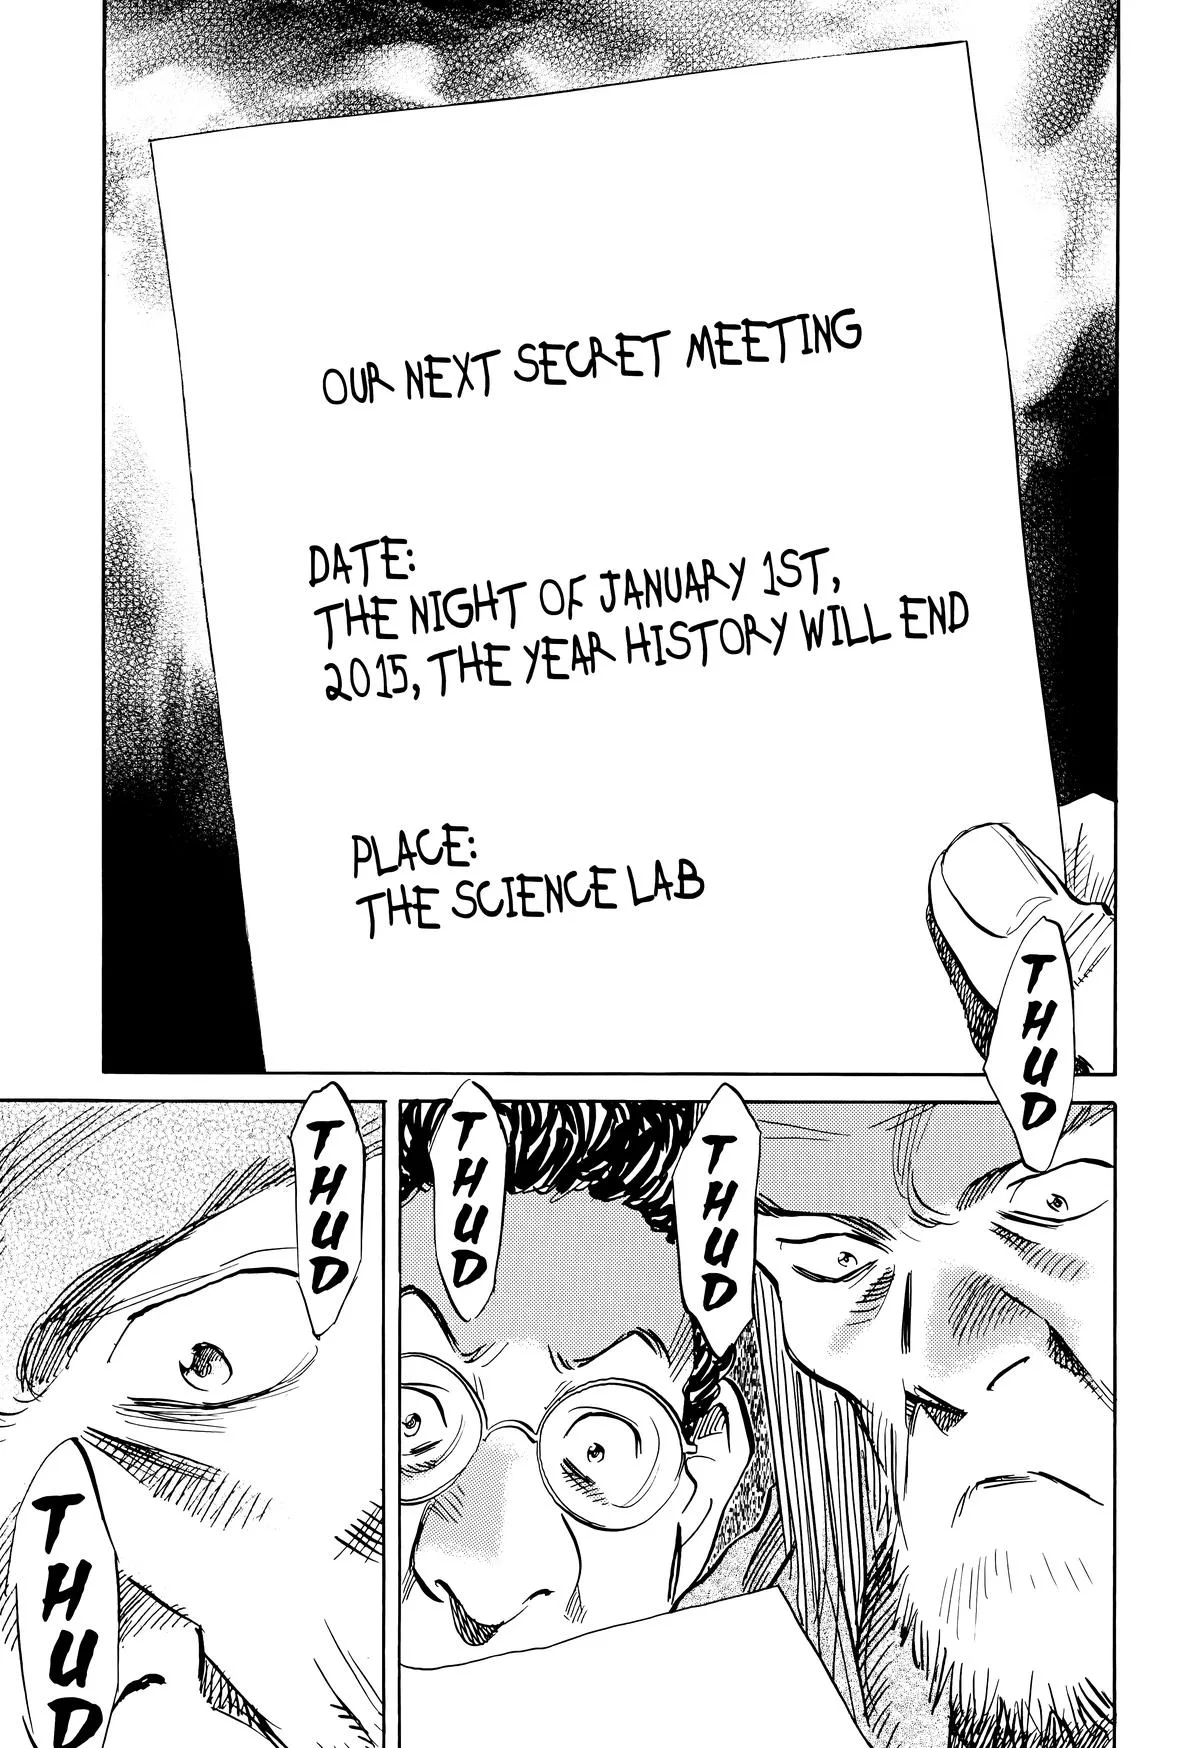 OUR NEXT SECRET MEETING
DATE:
THE NIGHT OF JANUARY 1ST,
2015, THE YEAR HISTORY WILL END
PLACE:
THE SCIENCE LAB
THUD
THUD
THUD
THUD
THUD